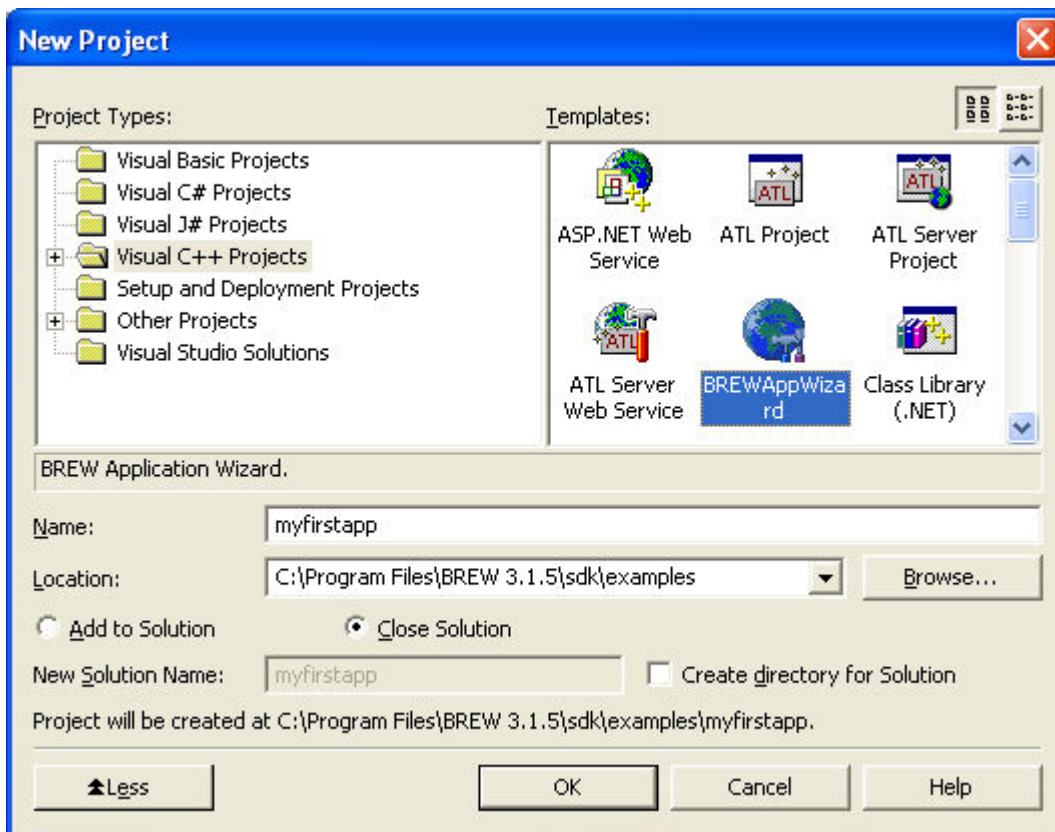 New Project
Project Types:
Templates:
Visual Basic Projects
Visual C# Projects
Visual J# Projects
Visual C++ Projects
Setup and Deployment Projects
Other Projects
Visual Studio Solutions
ASP.NET Web
Service
ATL Project
ATL Server
Project
ATL Server
Web Service
BREWAppWiza
rd
Class Library
(.NET)
BREW Application Wizard.
Name:
myfirstapp
Location:
C:\Program Files\BREW 3.1.5\sdk\examples
Browse...
Add to Solution
Close Solution
New Solution Name:
myfirstapp
Create directory for Solution
Project will be created at C:\Program Files\BREW 3.1.5\sdk\examples\myfirstapp.
Less
OK
Cancel
Help